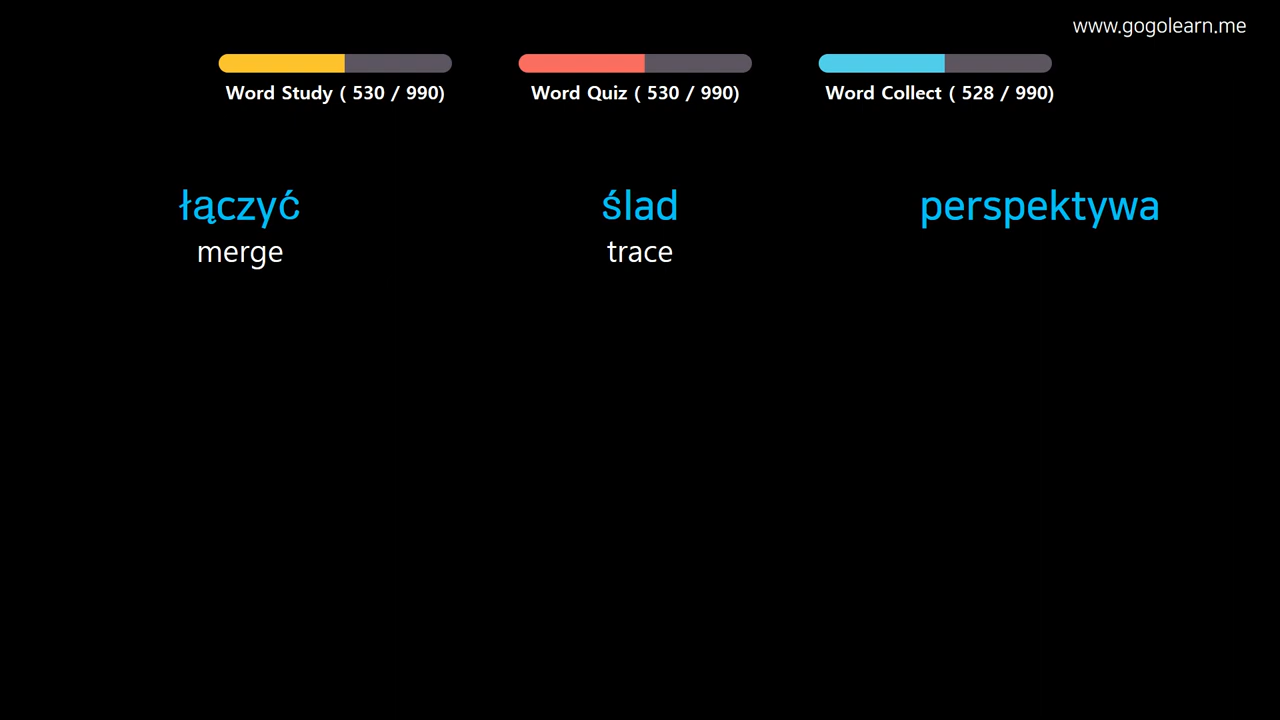 www.gogolearn.me
Word Study ( 530 / 990)
Word Quiz ( 530 / 990)
Word Collect ( 528 / 990)
łączyć
merge
ślad
trace
perspektywa